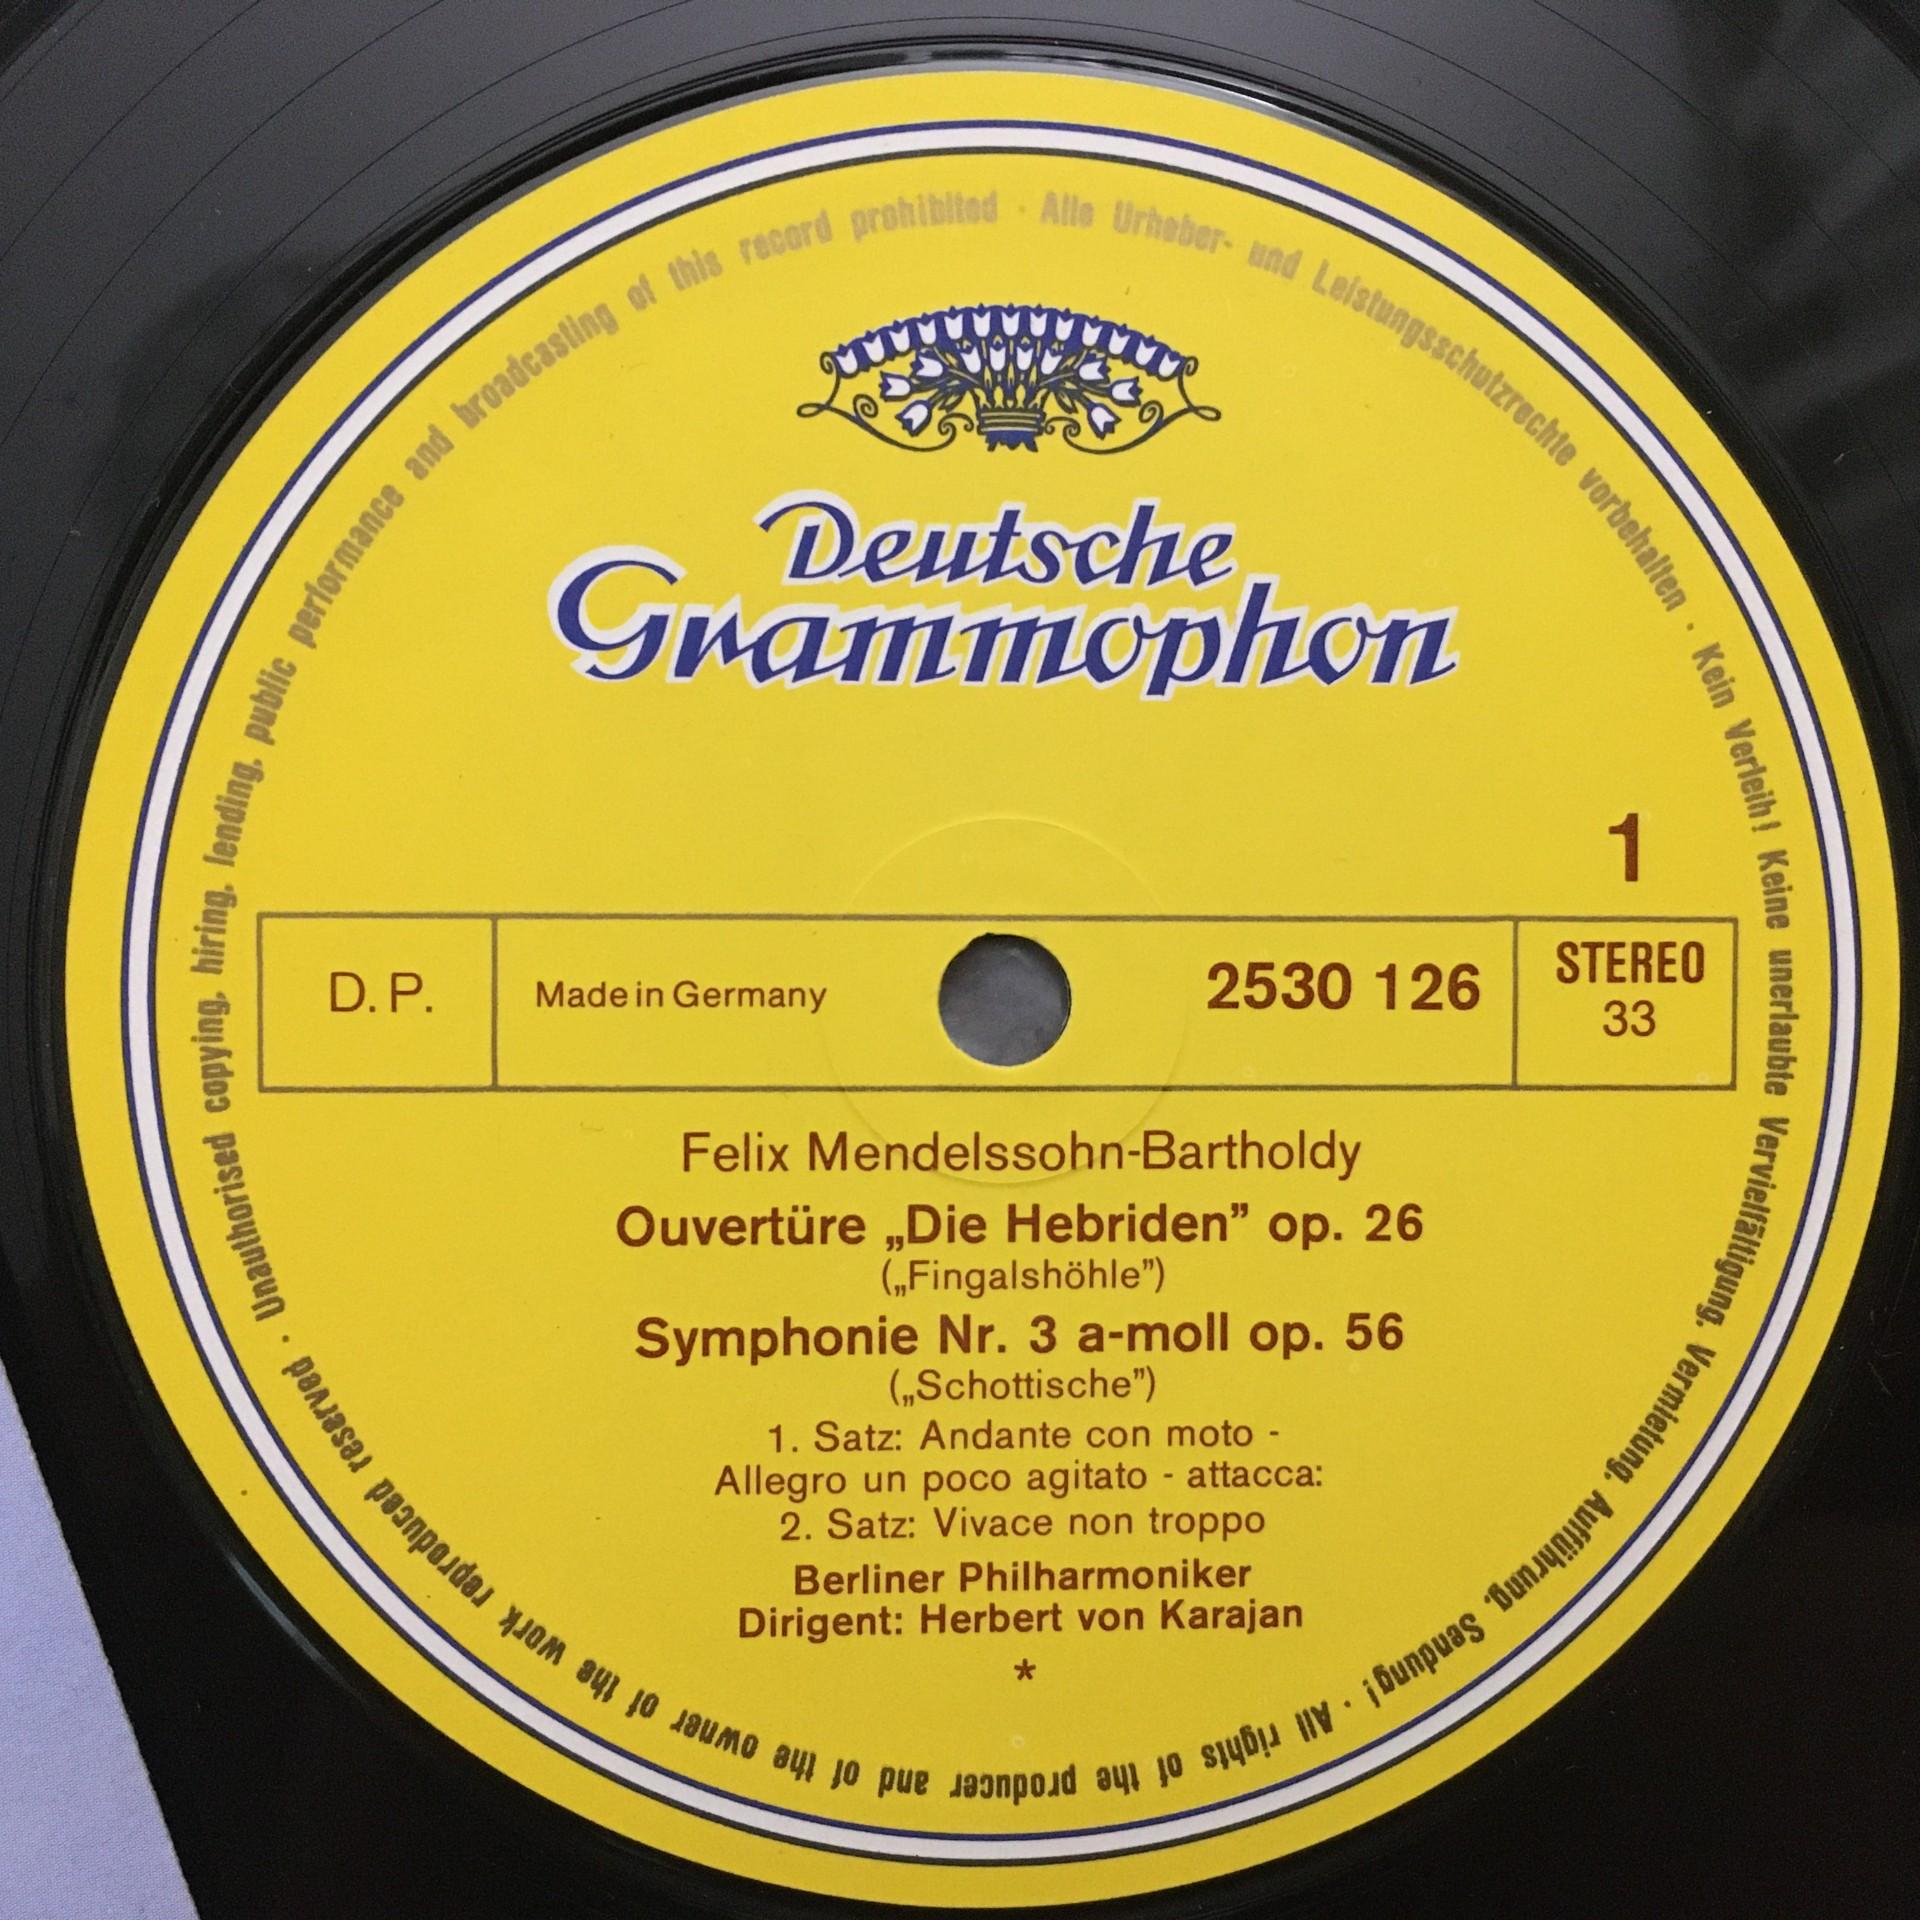 Deutsche
Grammophon
1
D. P.
Made in Germany
2530 126
STEREO
33
Felix Mendelssohn-Bartholdy
Ouvertüre „Die Hebriden” op. 26
(„Fingalshöhle”)
Symphonie Nr. 3 a-moll op. 56
(„Schottische”)
1. Satz: Andante con moto -
Allegro un poco agitato - attacca:
2. Satz: Vivace non troppo
Berliner Philharmoniker
Dirigent: Herbert von Karajan
*
Alle Urheber- und Leistungsschutzrechte vorbehalten · Kein Verleih! Keine unerlaubte Vervielfältigung, Vermietung, Aufführung, Sendung! · All rights of the producer and of the owner of the work reproduced reserved · Unauthorised copying, hiring, lending, public performance and broadcasting of this record prohibited ·